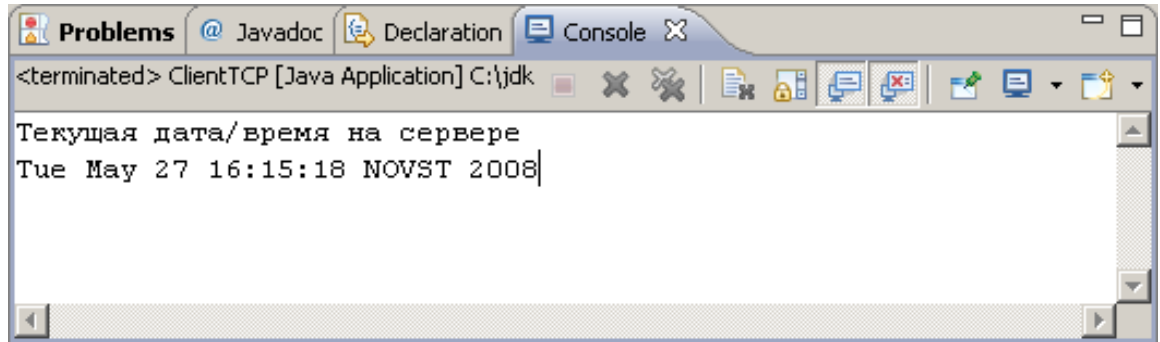 Problems @ Javadoc Declaration Console
<terminated> ClientTCP [Java Application] C:\jdk
Текущая дата/время на сервере
Tue May 27 16:15:18 NOVST 2008